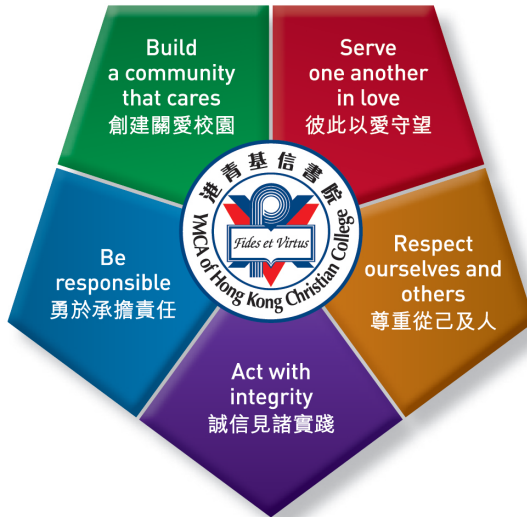 Build
a community
that cares
創建關愛校園
Serve
one another
in love
彼此以愛守望
港青基信書院
YMCA of Hong Kong Christian College
Fides et Virtus
Be
responsible
勇於承擔責任
Respect
ourselves and
others
尊重從己及人
Act with
integrity
誠信見諸實踐